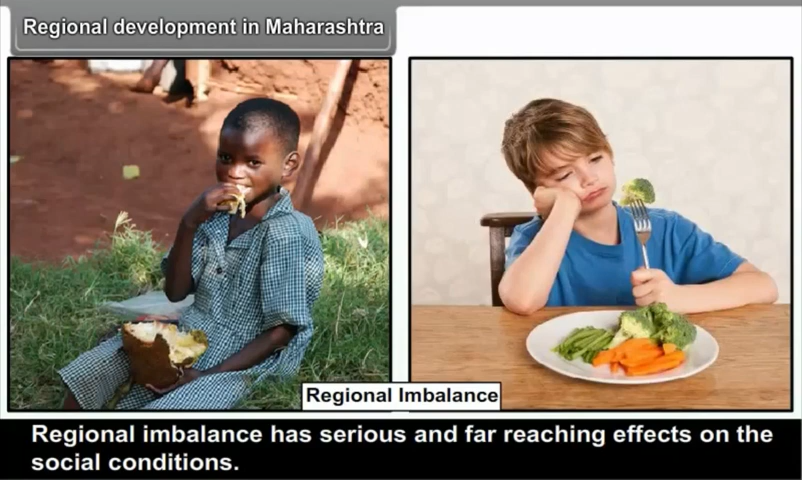 Regional development in Maharashtra
Regional Imbalance
Regional imbalance has serious and far reaching effects on the
social conditions.